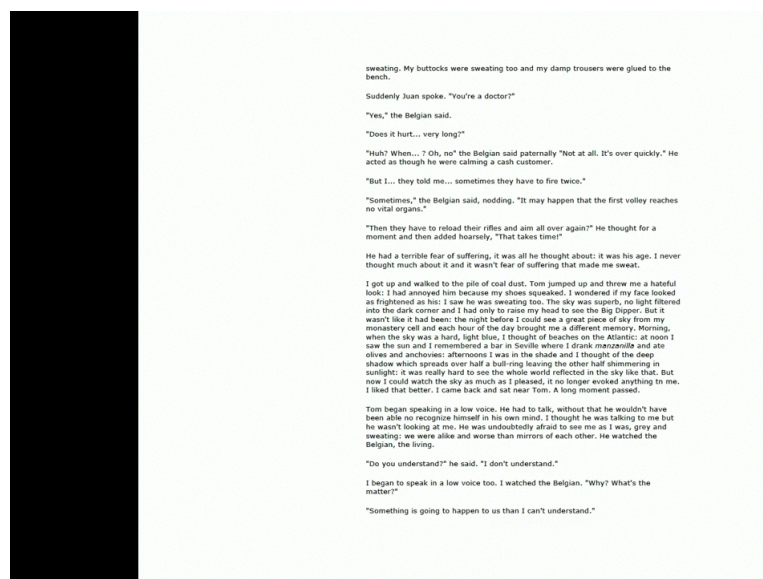 sweating. My buttocks were sweating too and my damp trousers were glued to the
bench.
Suddenly Juan spoke. "You're a doctor?"
"Yes," the Belgian said.
"Does it hurt... very long?"
"Huh? When... ? Oh, no" the Belgian said paternally "Not at all. It's over quickly." He
acted as though he were calming a cash customer.
"But I... they told me... sometimes they have to fire twice."
"Sometimes," the Belgian said, nodding. "It may happen that the first volley reaches
no vital organs."
"Then they have to reload their rifles and aim all over again?" He thought for a
moment and then added hoarsely, "That takes time!"
He had a terrible fear of suffering, it was all he thought about: it was his age. I never
thought much about it and it wasn't fear of suffering that made me sweat.
I got up and walked to the pile of coal dust. Tom jumped up and threw me a hateful
look: I had annoyed him because my shoes squeaked. I wondered if my face looked
as frightened as his: I saw he was sweating too. The sky was superb, no light filtered
into the dark corner and I had only to raise my head to see the Big Dipper. But it
wasn't like it had been: the night before I could see a great piece of sky from my
monastery cell and each hour of the day brought me a different memory. Morning,
when the sky was a hard, light blue, I thought of beaches on the Atlantic: at noon I
saw the sun and I remembered a bar in Seville where I drank manzanilla and ate
olives and anchovies: afternoons I was in the shade and I thought of the deep
shadow which spreads over half a bull-ring leaving the other half shimmering in
sunlight: it was really hard to see the whole world reflected in the sky like that. But
now I could watch the sky as much as I pleased, it no longer evoked anything tn me.
I liked that better. I came back and sat near Tom. A long moment passed.
Tom began speaking in a low voice. He had to talk, without that he wouldn't have
been able no recognize himself in his own mind. I thought he was talking to me but
he wasn't looking at me. He was undoubtedly afraid to see me as I was, grey and
sweating: we were alike and worse than mirrors of each other. He watched the
Belgian, the living.
"Do you understand?" he said. "I don't understand."
I began to speak in a low voice too. I watched the Belgian. "Why? What's the
matter?"
"Something is going to happen to us than I can't understand."